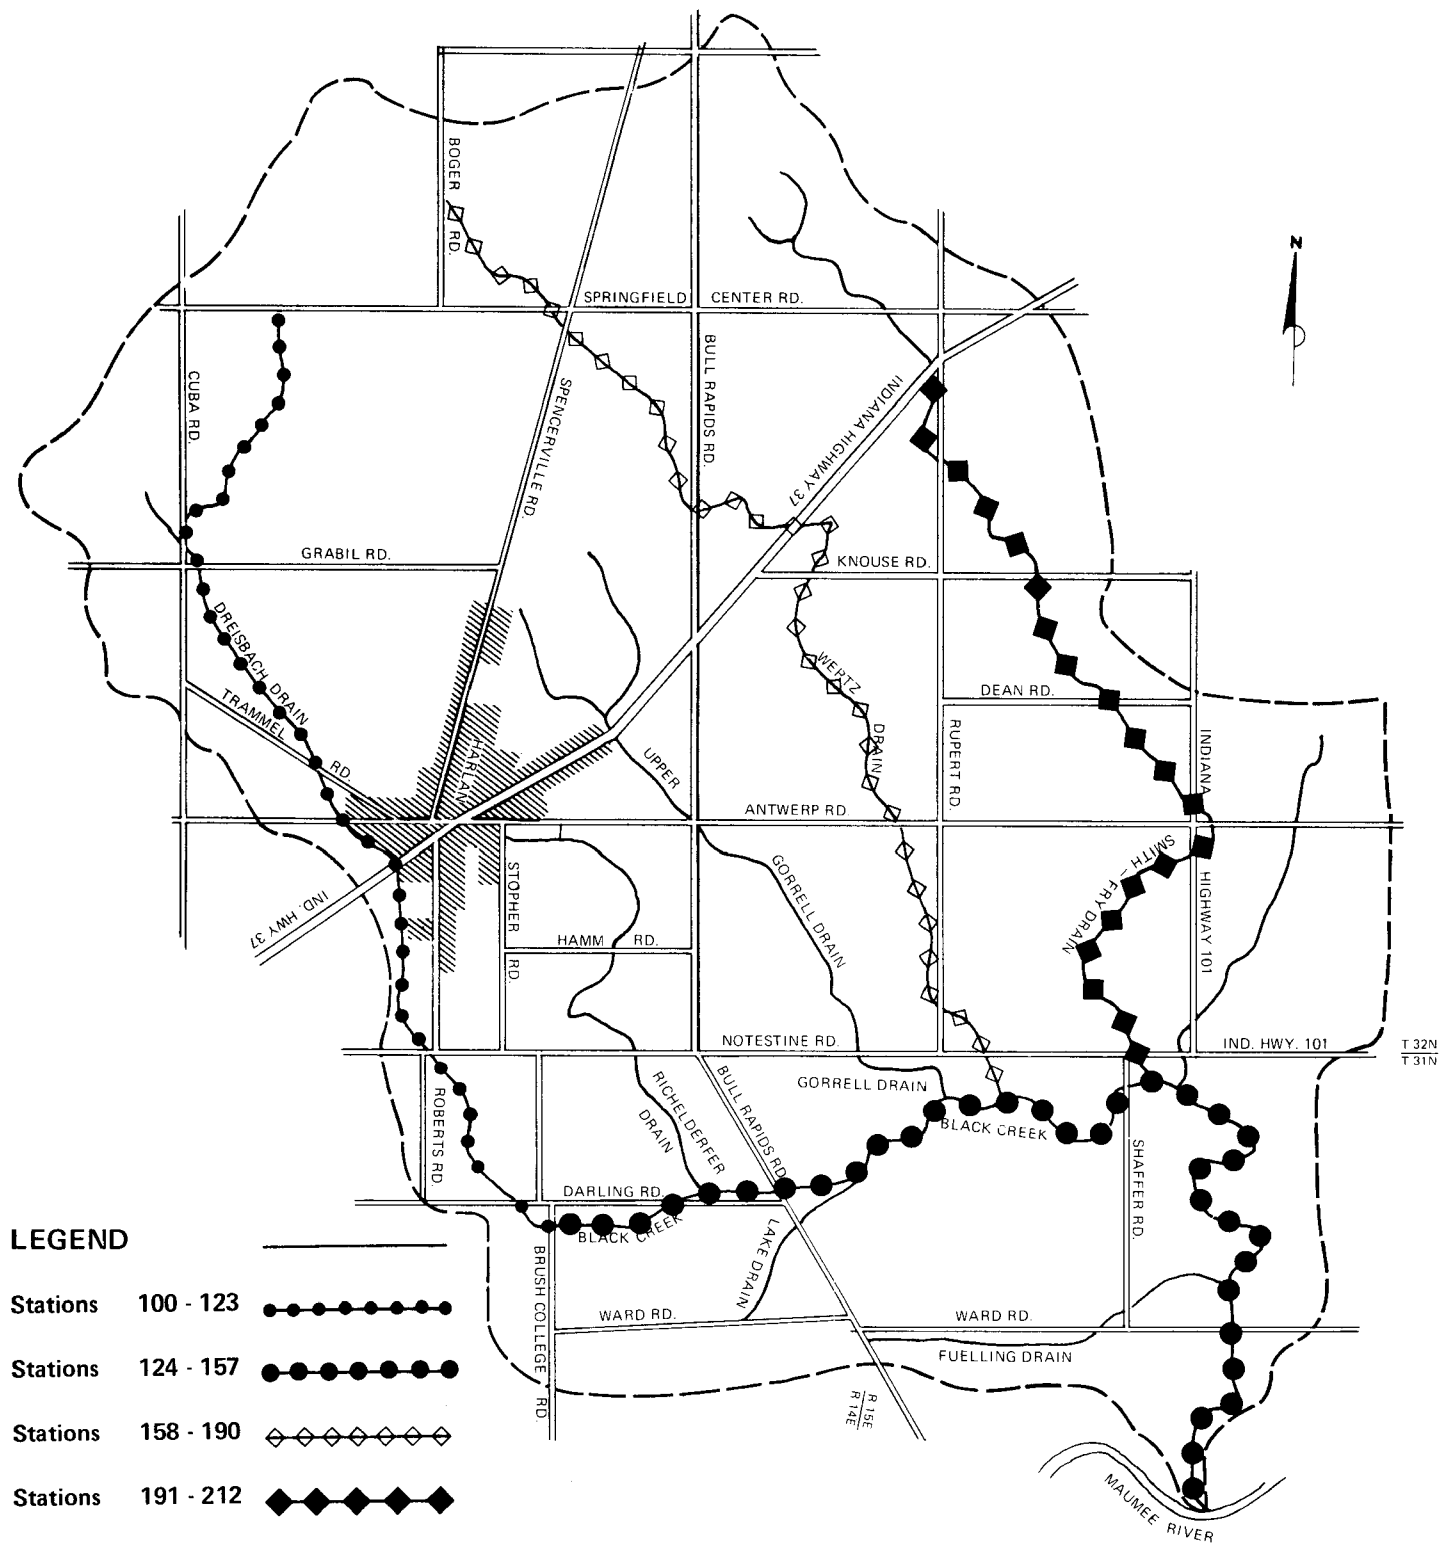 BOGER RD.
N
SPRINGFIELD CENTER RD.
CUBA RD.
SPENCERVILLE RD.
BULL RAPIDS RD.
INDIANA HIGHWAY 37
GRABIL RD.
KNOUSE RD.
DREISBACH DRAIN
TRAMMEL RD.
WERTZ DRAIN
DEAN RD.
RUPERT RD.
INDIANA HIGHWAY 101
HARLAN
UPPER GORRELL DRAIN
ANTWERP RD.
SMITH - FRY DRAIN
IND. HWY 37
STOPHER RD.
HAMM RD.
NOTESTINE RD.
IND. HWY. 101
T 32N
T 31N
ROBERTS RD.
RICHELDERFER DRAIN
BULL RAPIDS RD.
GORRELL DRAIN
BLACK CREEK
SHAFFER RD.
DARLING RD.
BLACK CREEK
LAKE DRAIN
BRUSH COLLEGE RD.
WARD RD.
WARD RD.
FUELLING DRAIN
R 15E
R 14E
MAUMEE RIVER
LEGEND
Stations 100 - 123
Stations 124 - 157
Stations 158 - 190
Stations 191 - 212